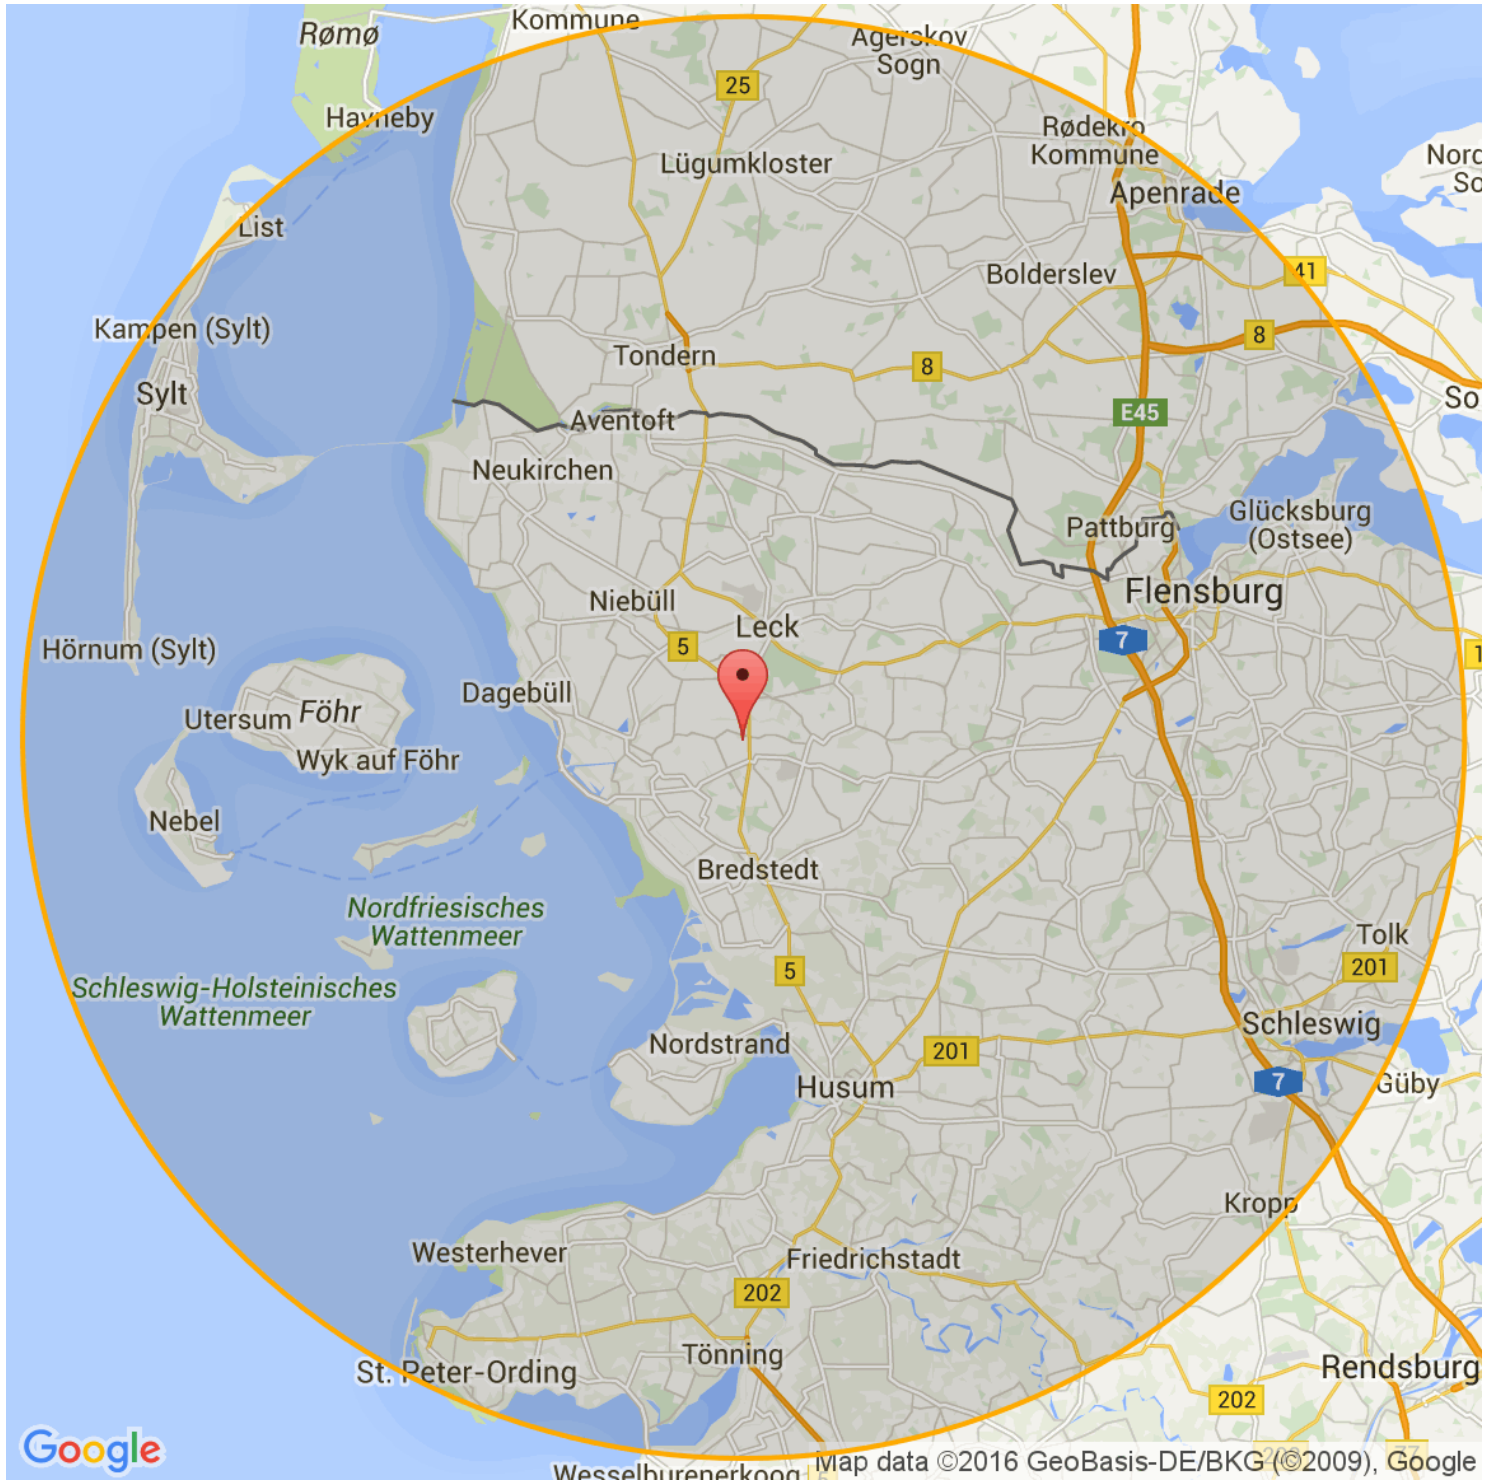 Kommune
Rømø
Agerskov
Sogn
25
Havneby
Rødekro
Kommune
Lügumkloster
Apenrade
List
Bolderslev
41
Kampen (Sylt)
8
Tondern
8
Sylt
E45
Aventoft
Neukirchen
Glücksburg
(Ostsee)
Pattburg
Flensburg
Niebüll
Leck
5
7
Hörnum (Sylt)
Dagebüll
Utersum
Föhr
Wyk auf Föhr
Nebel
Bredstedt
Nordfriesisches
Wattenmeer
Tolk
201
5
Schleswig-Holsteinisches
Wattenmeer
Schleswig
Nordstrand
201
Husum
7
Güby
Kropp
Westerhever
Friedrichstadt
202
Tönning
St. Peter-Ording
Rendsburg
202
Google
Map data ©2016 GeoBasis-DE/BKG (©2009), Google
Wesselburenerkoog